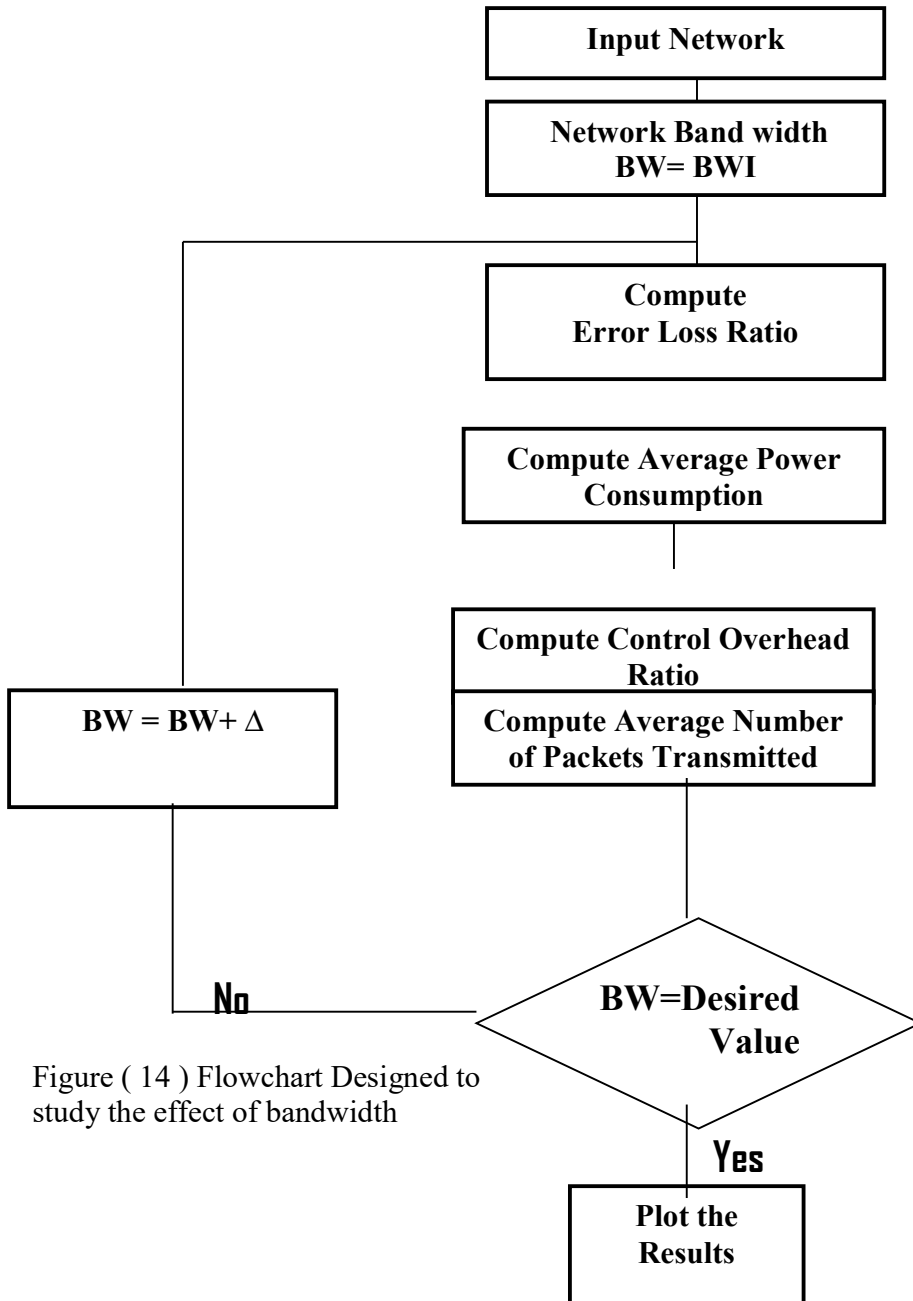 Input Network
Network Band width
BW= BWI
Compute
Error Loss Ratio
Compute Average Power
Consumption
Compute Control Overhead
Ratio
BW = BW+ Δ
Compute Average Number
of Packets Transmitted
No
BW=Desired
Value
Figure ( 14 ) Flowchart Designed to
study the effect of bandwidth
Yes
Plot the
Results